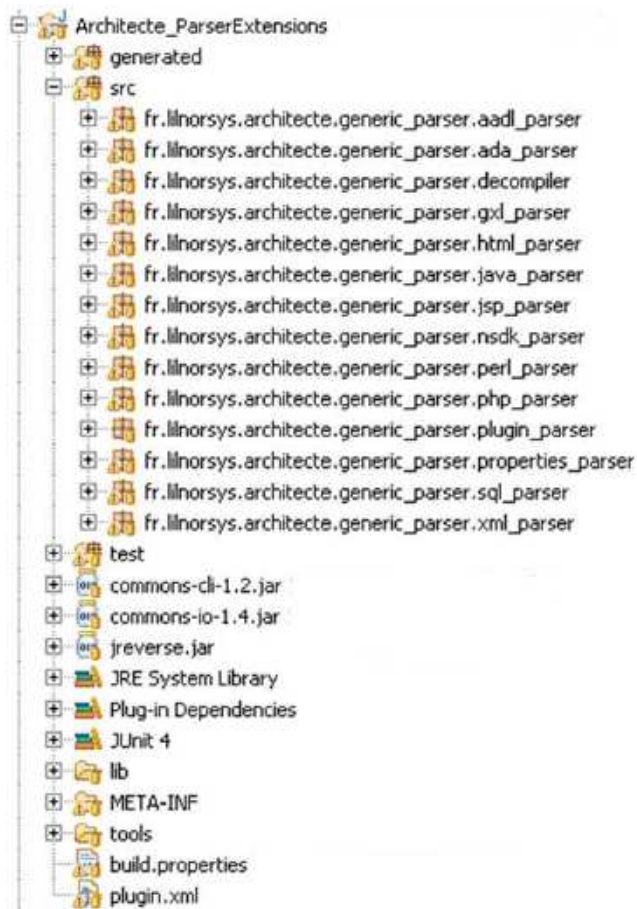 Architecte_ParserExtensions
generated
src
fr.lilnorsys.architecte.generic_parser.aadl_parser
fr.lilnorsys.architecte.generic_parser.ada_parser
fr.lilnorsys.architecte.generic_parser.decompiler
fr.lilnorsys.architecte.generic_parser.gxl_parser
fr.lilnorsys.architecte.generic_parser.html_parser
fr.lilnorsys.architecte.generic_parser.java_parser
fr.lilnorsys.architecte.generic_parser.jsp_parser
fr.lilnorsys.architecte.generic_parser.nsdk_parser
fr.lilnorsys.architecte.generic_parser.perl_parser
fr.lilnorsys.architecte.generic_parser.php_parser
fr.lilnorsys.architecte.generic_parser.plugin_parser
fr.lilnorsys.architecte.generic_parser.properties_parser
fr.lilnorsys.architecte.generic_parser.sql_parser
fr.lilnorsys.architecte.generic_parser.xml_parser
test
commons-cli-1.2.jar
commons-io-1.4.jar
jreverse.jar
JRE System Library
Plug-in Dependencies
JUnit 4
lib
META-INF
tools
build.properties
plugin.xml